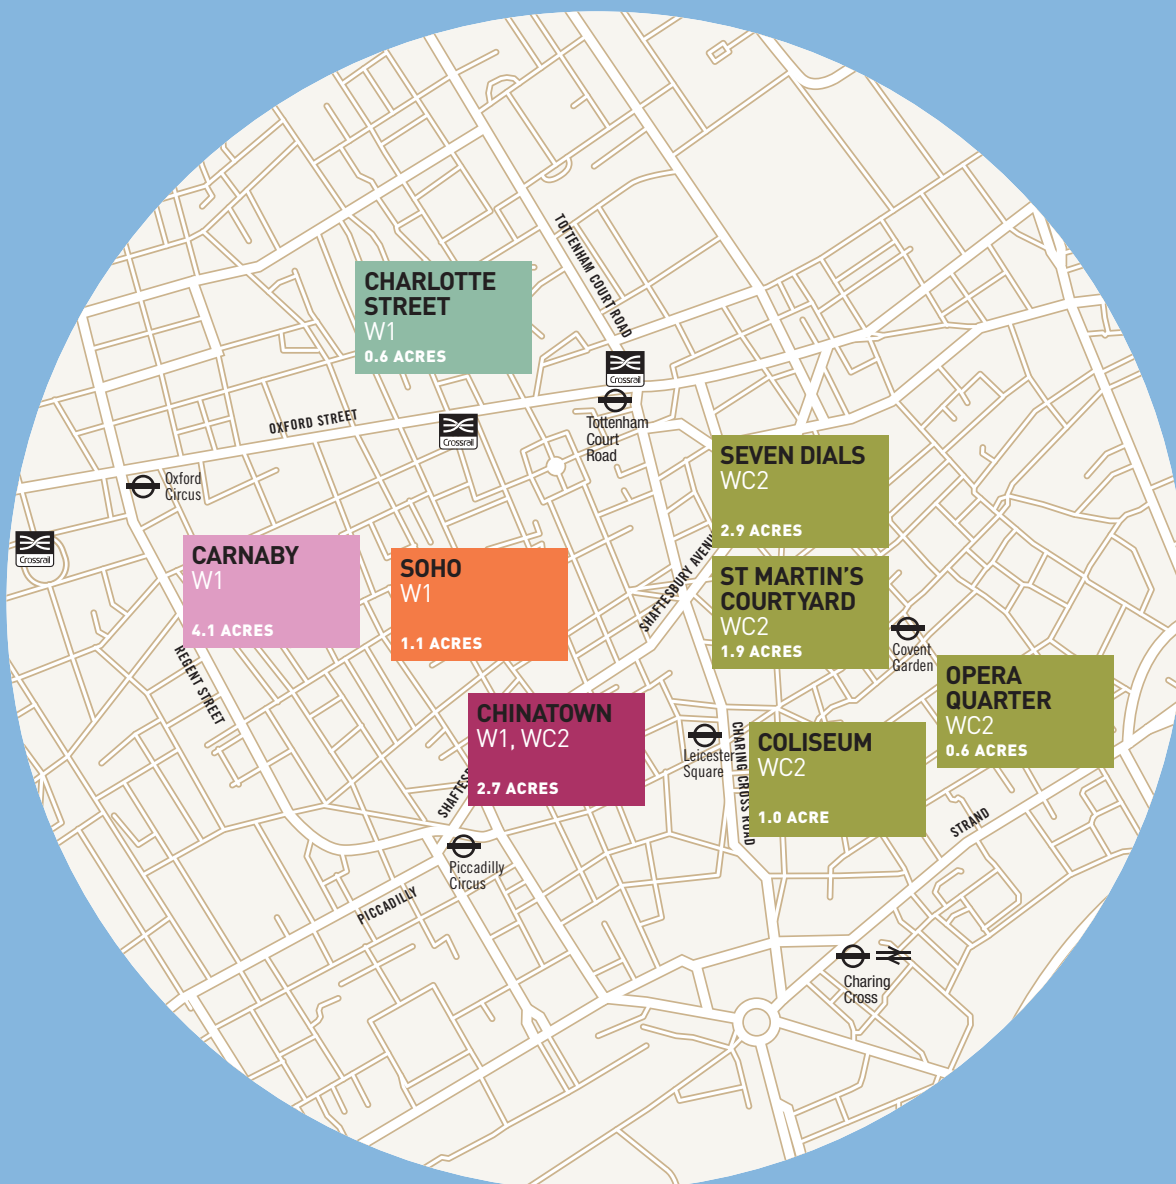 TOTTENHAM COURT ROAD
CHARLOTTE
STREET
W1
0.6 ACRES
Crossrail
OXFORD STREET
Crossrail
Tottenham
Court
Road
SEVEN DIALS
WC2
2.9 ACRES
Oxford
Circus
Crossrail
CARNABY
W1
4.1 ACRES
SOHO
W1
1.1 ACRES
SHAFTESBURY AVENU
ST MARTIN'S
COURTYARD
WC2
1.9 ACRES
Covent
Garden
REGENT STREET
OPERA
QUARTER
WC2
0.6 ACRES
CHINATOWN
W1, WC2
2.7 ACRES
Leicester
Square
CHARING CROSS ROAD
COLISEUM
WC2
1.0 ACRE
SHAFTESB
STRAND
Piccadilly
Circus
PICCADILLY
Charing
Cross